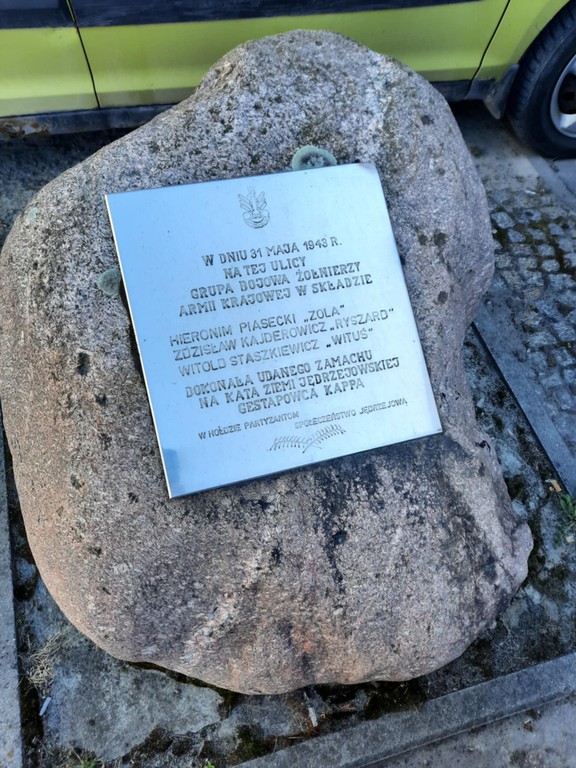 W DNIU 31 MAJA 1943 R.
NA TEJ ULICY
GRUPA BOJOWA ŻOŁNIERZY
ARMII KRAJOWEJ W SKŁADZIE
HIERONIM PIASECKI „ZOLA"
ZDZISŁAW KAJDEROWICZ „RYSZARD"
WITOLD STASZKIEWICZ „WITUŚ"
DOKONAŁA UDANEGO ZAMACHU
NA KATA ZIEMI JĘDRZEJOWSKIEJ
GESTAPOWCA KAPPA
W HOŁDZIE PARTYZANTOM SPOŁECZEŃSTWO JĘDRZEJOWA